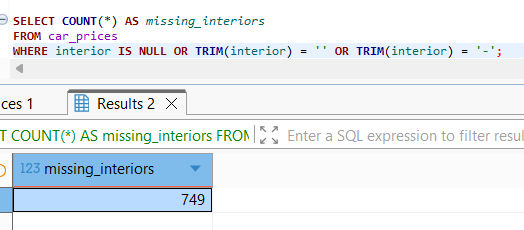 SELECT COUNT(*) AS missing_interiors
FROM car_prices
WHERE interior IS NULL OR TRIM(interior) = '' OR TRIM(interior) = '-';
ces 1
Results 2
T COUNT(*) AS missing_interiors FROM
Enter a SQL expression to filter result
123 missing_interiors
749